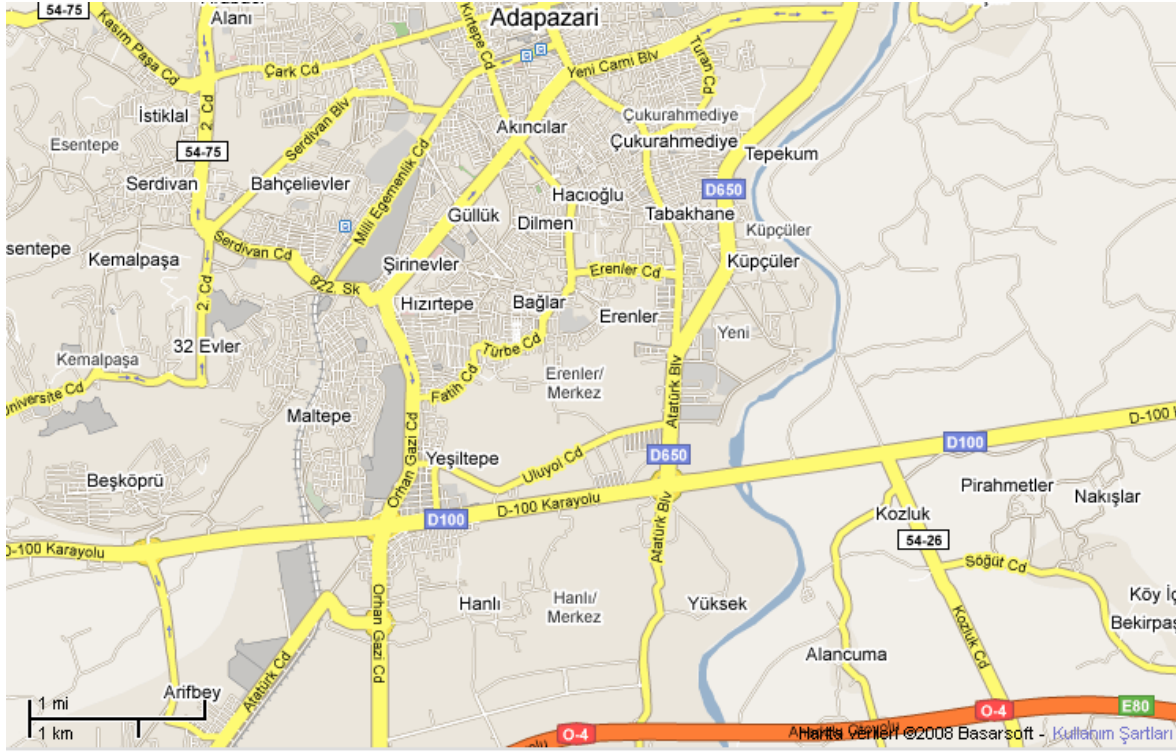 54-75
Kasım Paşa Cd
Alanı
Kırtepe Cd
Adapazari
Turan Cd
Yeni Cami Blv
Çark Cd
2. Cd
İstiklal
Serdivan Blv
Çukurahmediye
Akıncılar
Çukurahmediye
Esentepe
54-75
Tepekum
Milli Egemenlik Cd
Serdivan
Bahçelievler
D650
Hacıoğlu
Güllük
Dilmen
Tabakhane
Küpçüler
sentepe
Serdivan Cd
Kemalpaşa
Şirinevler
Küpçüler
Erenler Cd
922. Sk
2. Cd
Hızırtepe
Bağlar
Erenler
Yeni
32 Evler
Türbe Cd
Kemalpaşa
Fatih Cd
Erenler/
Merkez
Atatürk Blv
Universite Cd
Maltepe
Orhan Gazi Cd
D-100
D100
Yeşiltepe
Uluyol Cd
D650
Beşköprü
Pirahmetler
Nakışlar
D-100 Karayolu
D100
Kozluk
Atatürk Blv
54-26
D-100 Karayolu
Söğüt Cd
Orhan Gazi Cd
Hanlı
Hanlı/
Merkez
Yüksek
Köy İç
Bekirpaş
Kozluk Cd
Alancuma
Atatürk Cd
Arifbey
1 mi
1 km
O-4
O-4
E80
Harita verileri ©2008 Basarsoft - Kullanım Şartları